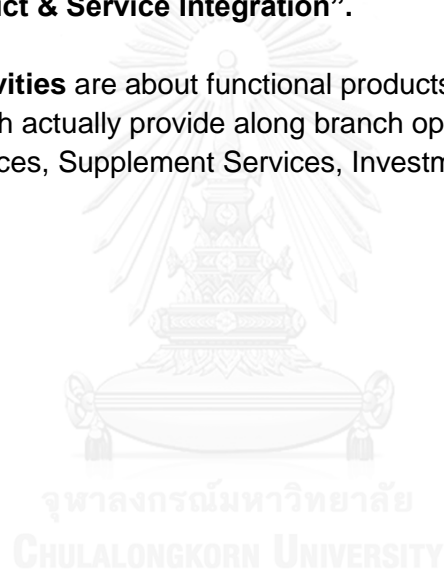 ct & Service Integration”.
vities are about functional products
h actually provide along branch op
ces, Supplement Services, Investm
จุฬาลงกรณ์มหาวิทยาลัย
CHULALONGKORN UNIVERSITY